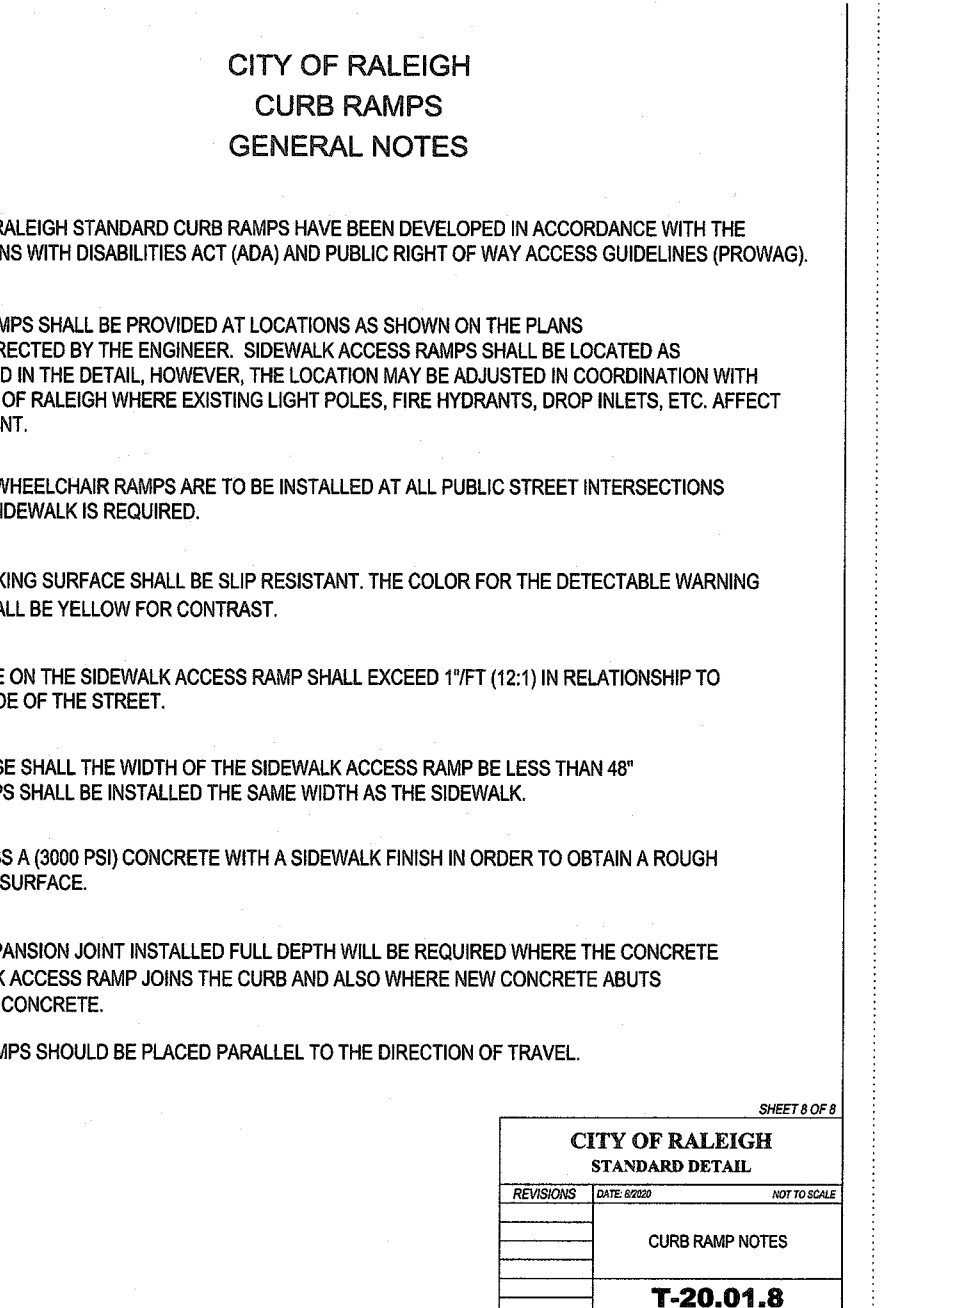 CITY OF RALEIGH
CURB RAMPS
GENERAL NOTES
RALEIGH STANDARD CURB RAMPS HAVE BEEN DEVELOPED IN ACCORDANCE WITH THE
NS WITH DISABILITIES ACT (ADA) AND PUBLIC RIGHT OF WAY ACCESS GUIDELINES (PROWAG).
MPS SHALL BE PROVIDED AT LOCATIONS AS SHOWN ON THE PLANS
RECTED BY THE ENGINEER. SIDEWALK ACCESS RAMPS SHALL BE LOCATED AS
D IN THE DETAIL, HOWEVER, THE LOCATION MAY BE ADJUSTED IN COORDINATION WITH
OF RALEIGH WHERE EXISTING LIGHT POLES, FIRE HYDRANTS, DROP INLETS, ETC. AFFECT
NT.
WHEELCHAIR RAMPS ARE TO BE INSTALLED AT ALL PUBLIC STREET INTERSECTIONS
IDEWALK IS REQUIRED.
KING SURFACE SHALL BE SLIP RESISTANT. THE COLOR FOR THE DETECTABLE WARNING
ALL BE YELLOW FOR CONTRAST.
E ON THE SIDEWALK ACCESS RAMP SHALL EXCEED 1"/FT (12:1) IN RELATIONSHIP TO
DE OF THE STREET.
SE SHALL THE WIDTH OF THE SIDEWALK ACCESS RAMP BE LESS THAN 48"
PS SHALL BE INSTALLED THE SAME WIDTH AS THE SIDEWALK.
SS A (3000 PSI) CONCRETE WITH A SIDEWALK FINISH IN ORDER TO OBTAIN A ROUGH
SURFACE.
PANSION JOINT INSTALLED FULL DEPTH WILL BE REQUIRED WHERE THE CONCRETE
K ACCESS RAMP JOINS THE CURB AND ALSO WHERE NEW CONCRETE ABUTS
CONCRETE.
MPS SHOULD BE PLACED PARALLEL TO THE DIRECTION OF TRAVEL.
SHEET 8 OF 8
CITY OF RALEIGH
STANDARD DETAIL
REVISIONS DATE: 6/2020 NOT TO SCALE
CURB RAMP NOTES
T-20.01.8